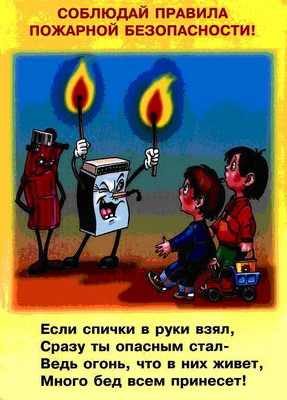 СОБЛЮДАЙ ПРАВИЛА
ПОЖАРНОЙ БЕЗОПАСНОСТИ!
Если спички в руки взял,
Сразу ты опасным стал-
Ведь огонь, что в них живет,
Много бед всем принесет!